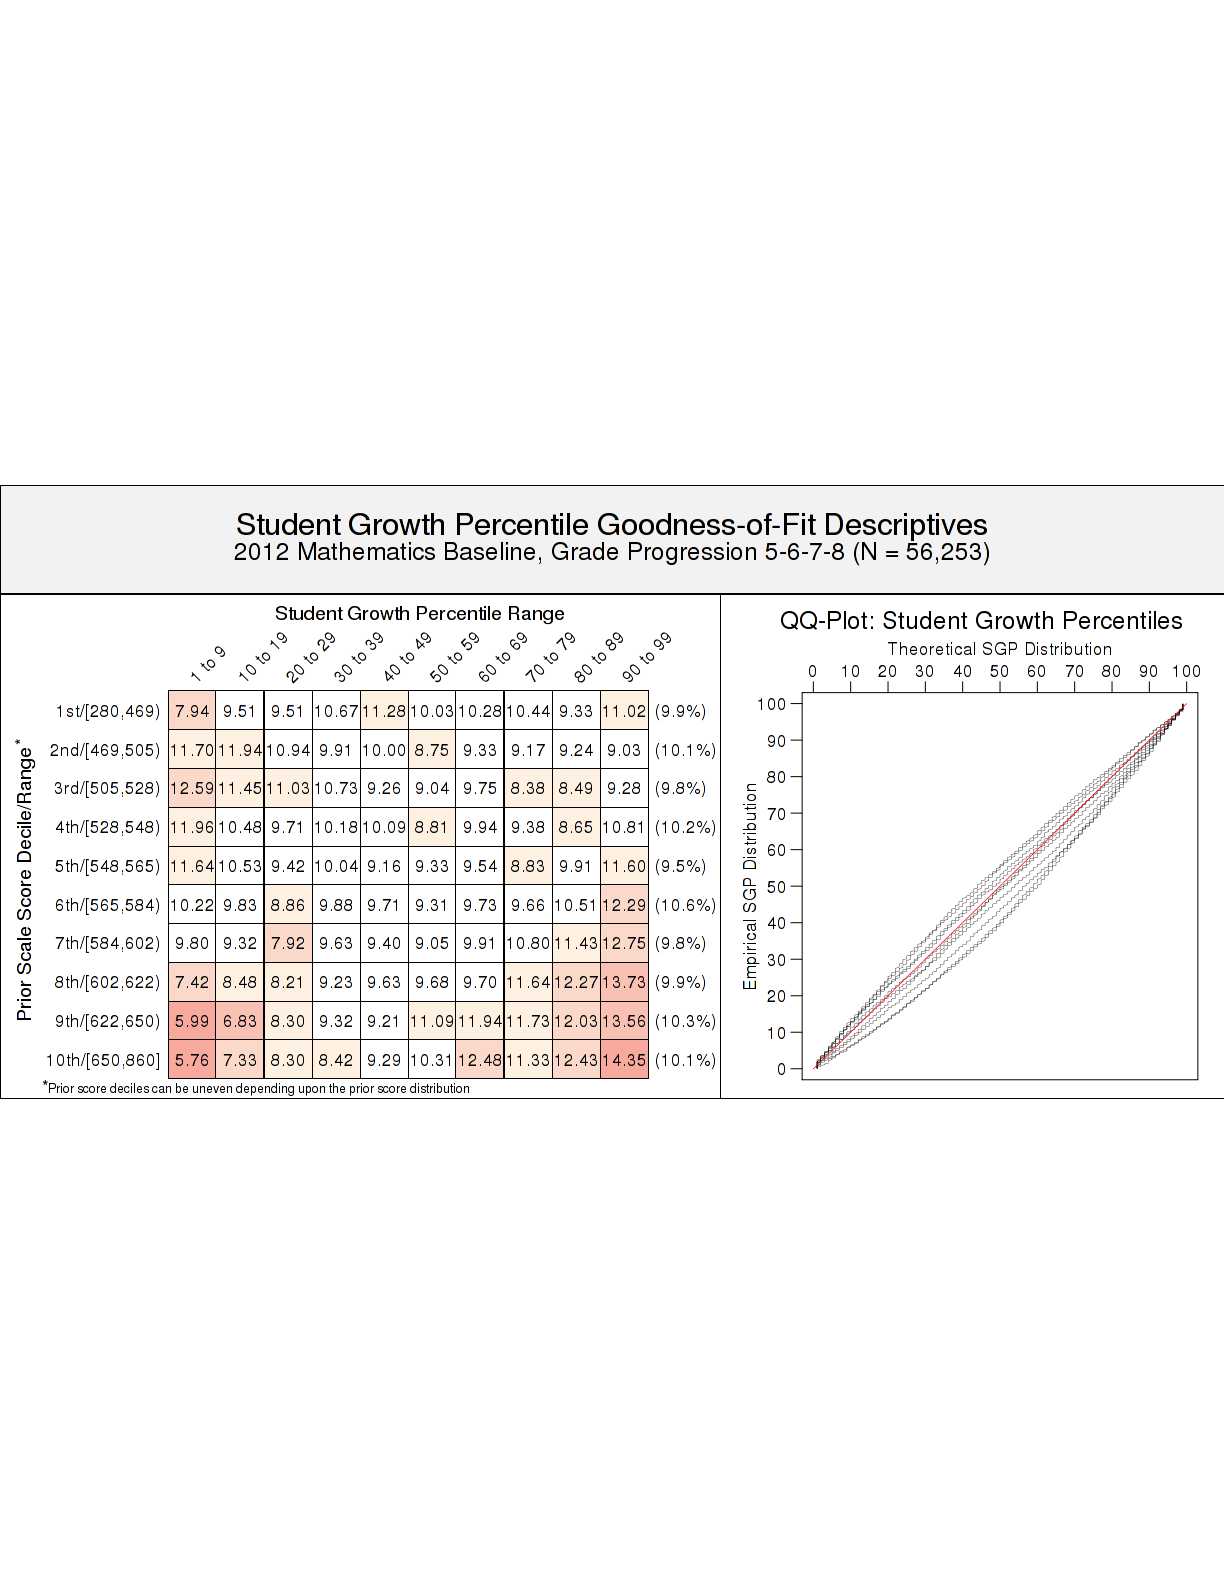 Student Growth Percentile Goodness-of-Fit Descriptives
2012 Mathematics Baseline, Grade Progression 5-6-7-8 (N = 56,253)
Student Growth Percentile Range
1 to 9 10 to 19 20 to 29 30 to 39 40 to 49 50 to 59 60 to 69 70 to 79 80 to 89 90 to 99
Prior Scale Score Decile/Range*
1st/[280,469) 7.94 9.51 9.51 10.67 11.28 10.03 10.28 10.44 9.33 11.02 (9.9%)
2nd/[469,505) 11.70 11.94 10.94 9.91 10.00 8.75 9.33 9.17 9.24 9.03 (10.1%)
3rd/[505,528) 12.59 11.45 11.03 10.73 9.26 9.04 9.75 8.38 8.49 9.28 (9.8%)
4th/[528,548) 11.96 10.48 9.71 10.18 10.09 8.81 9.94 9.38 8.65 10.81 (10.2%)
5th/[548,565) 11.64 10.53 9.42 10.04 9.16 9.33 9.54 8.83 9.91 11.60 (9.5%)
6th/[565,584) 10.22 9.83 8.86 9.88 9.71 9.31 9.73 9.66 10.51 12.29 (10.6%)
7th/[584,602) 9.80 9.32 7.92 9.63 9.40 9.05 9.91 10.80 11.43 12.75 (9.8%)
8th/[602,622) 7.42 8.48 8.21 9.23 9.63 9.68 9.70 11.64 12.27 13.73 (9.9%)
9th/[622,650) 5.99 6.83 8.30 9.32 9.21 11.09 11.94 11.73 12.03 13.56 (10.3%)
10th/[650,860] 5.76 7.33 8.30 8.42 9.29 10.31 12.48 11.33 12.43 14.35 (10.1%)
*Prior score deciles can be uneven depending upon the prior score distribution
QQ-Plot: Student Growth Percentiles
Theoretical SGP Distribution
0 10 20 30 40 50 60 70 80 90 100
Empirical SGP Distribution
100
90
80
70
60
50
40
30
20
10
0